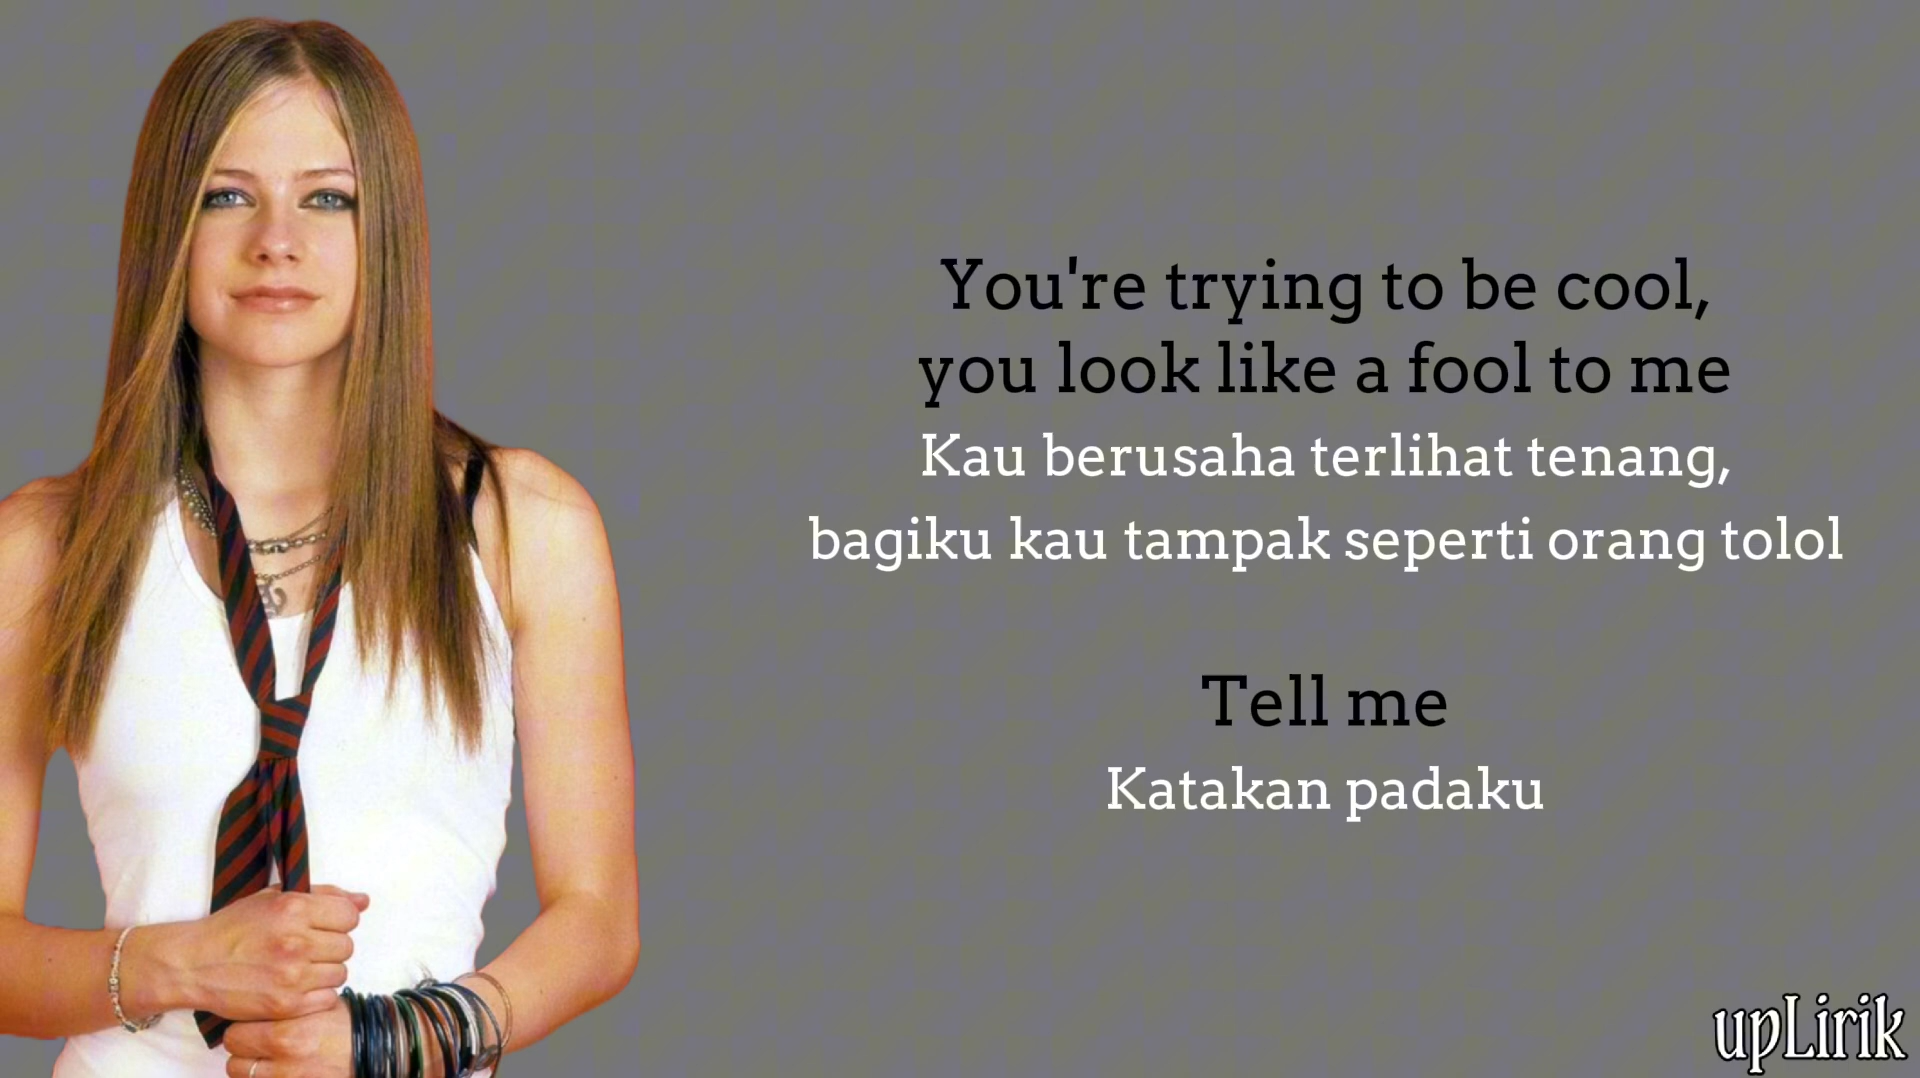 You're trying to be cool,
you look like a fool to me
Kau berusaha terlihat tenang,
bagiku kau tampak seperti orang tolol
Tell me
Katakan padaku
upLirik